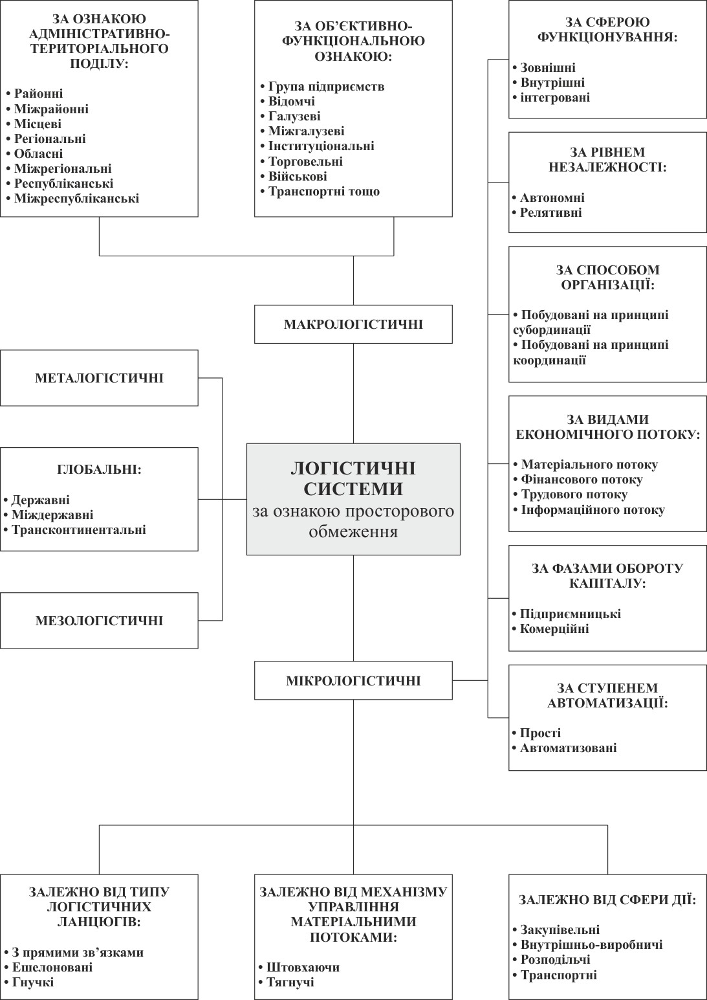 ЗА ОЗНАКОЮ
АДМІНІСТРАТИВНО-
ТЕРИТОРІАЛЬНОГО
ПОДІЛУ:
• Районні
• Міжрайонні
• Місцеві
• Регіональні
• Обласні
• Міжрегіональні
• Республіканські
• Міжреспубліканські
ЗА ОБ’ЄКТИВНО-
ФУНКЦІОНАЛЬНОЮ
ОЗНАКОЮ:
• Група підприємств
• Відомчі
• Галузеві
• Міжгалузеві
• Інституціональні
• Торговельні
• Військові
• Транспортні тощо
ЗА СФЕРОЮ
ФУНКЦІОНУВАННЯ:
• Зовнішні
• Внутрішні
• інтегровані
ЗА РІВНЕМ
НЕЗАЛЕЖНОСТІ:
• Автономні
• Релятивні
ЗА СПОСОБОМ
ОРГАНІЗАЦІЇ:
• Побудовані на принципі
субординації
• Побудовані на принципі
координації
МАКРОЛОГІСТИЧНІ
МЕТАЛОГІСТИЧНІ
ГЛОБАЛЬНІ:
• Державні
• Міждержавні
• Трансконтинентальні
МЕЗОЛОГІСТИЧНІ
ЛОГІСТИЧНІ
СИСТЕМИ
за ознакою просторового
обмеження
ЗА ВИДАМИ
ЕКОНОМІЧНОГО ПОТОКУ:
• Матеріального потоку
• Фінансового потоку
• Трудового потоку
• Інформаційного потоку
ЗА ФАЗАМИ ОБОРОТУ
КАПІТАЛУ:
• Підприємницькі
• Комерційні
МІКРОЛОГІСТИЧНІ
ЗА СТУПЕНЕМ
АВТОМАТИЗАЦІЇ:
• Прості
• Автоматизовані
ЗАЛЕЖНО ВІД ТИПУ
ЛОГІСТИЧНИХ
ЛАНЦЮГІВ:
• З прямими зв’язками
• Ешелоновані
• Гнучкі
ЗАЛЕЖНО ВІД МЕХАНІЗМУ
УПРАВЛІННЯ
МАТЕРІАЛЬНИМИ
ПОТОКАМИ:
• Штовхаючи
• Тягнучі
ЗАЛЕЖНО ВІД СФЕРИ ДІЇ:
• Закупівельні
• Внутрішньо-виробничі
• Розподільчі
• Транспортні